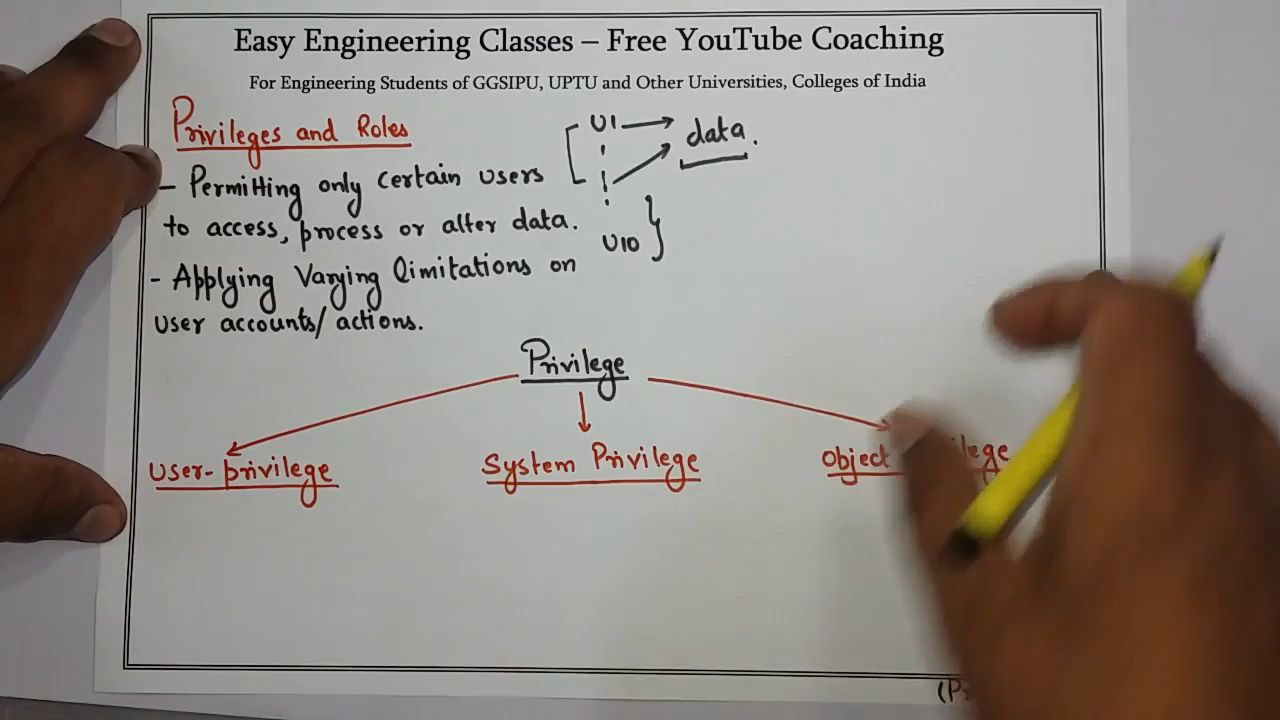 Easy Engineering Classes – Free YouTube Coaching
For Engineering Students of GGSIPU, UPTU and Other Universities, Colleges of India
Privileges and Roles
U1 → data.
- Permitting only certain users
to access, process or alter data.
U10
- Applying Varying limitations on
user accounts/actions.
Privilege
User-privilege System Privilege Object